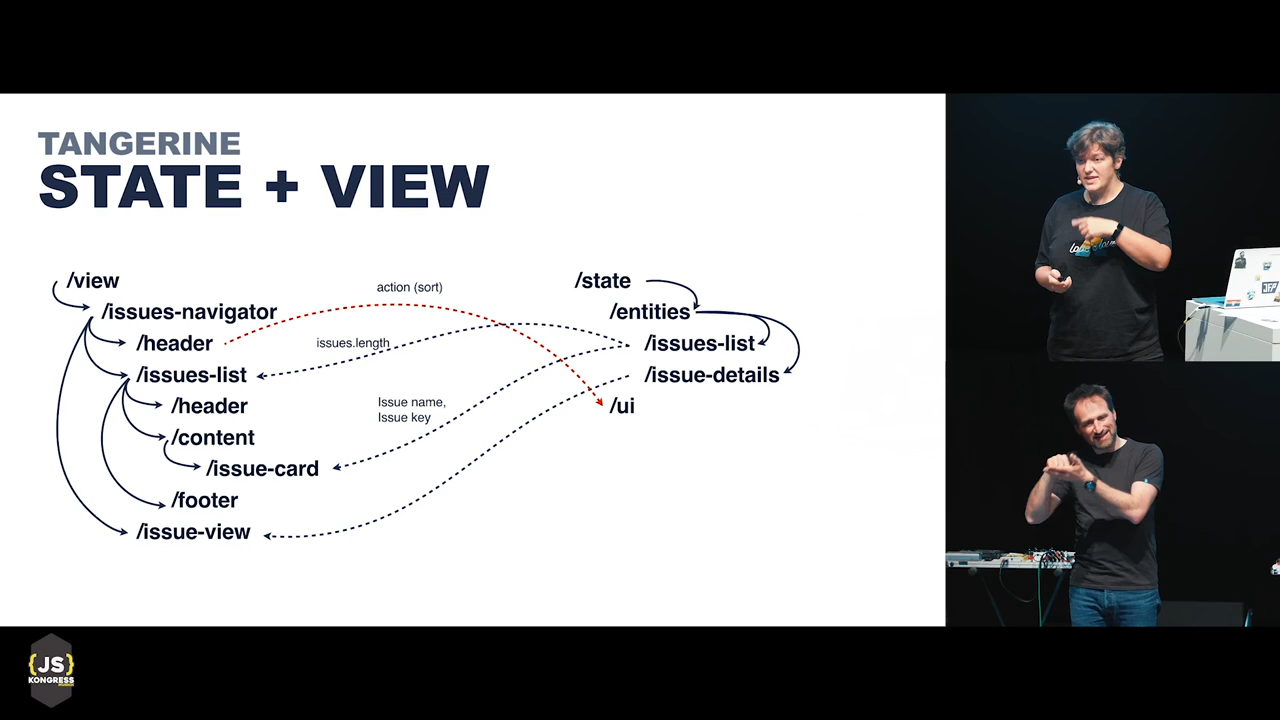 TANGERINE
STATE + VIEW
/view
/issues-navigator
/header
/issues-list
/header
/content
/issue-card
/footer
/issue-view
action (sort)
issues.length
Issue name,
Issue key
/state
/entities
/issues-list
/issue-details
/ui
{JS}
KONGRESS